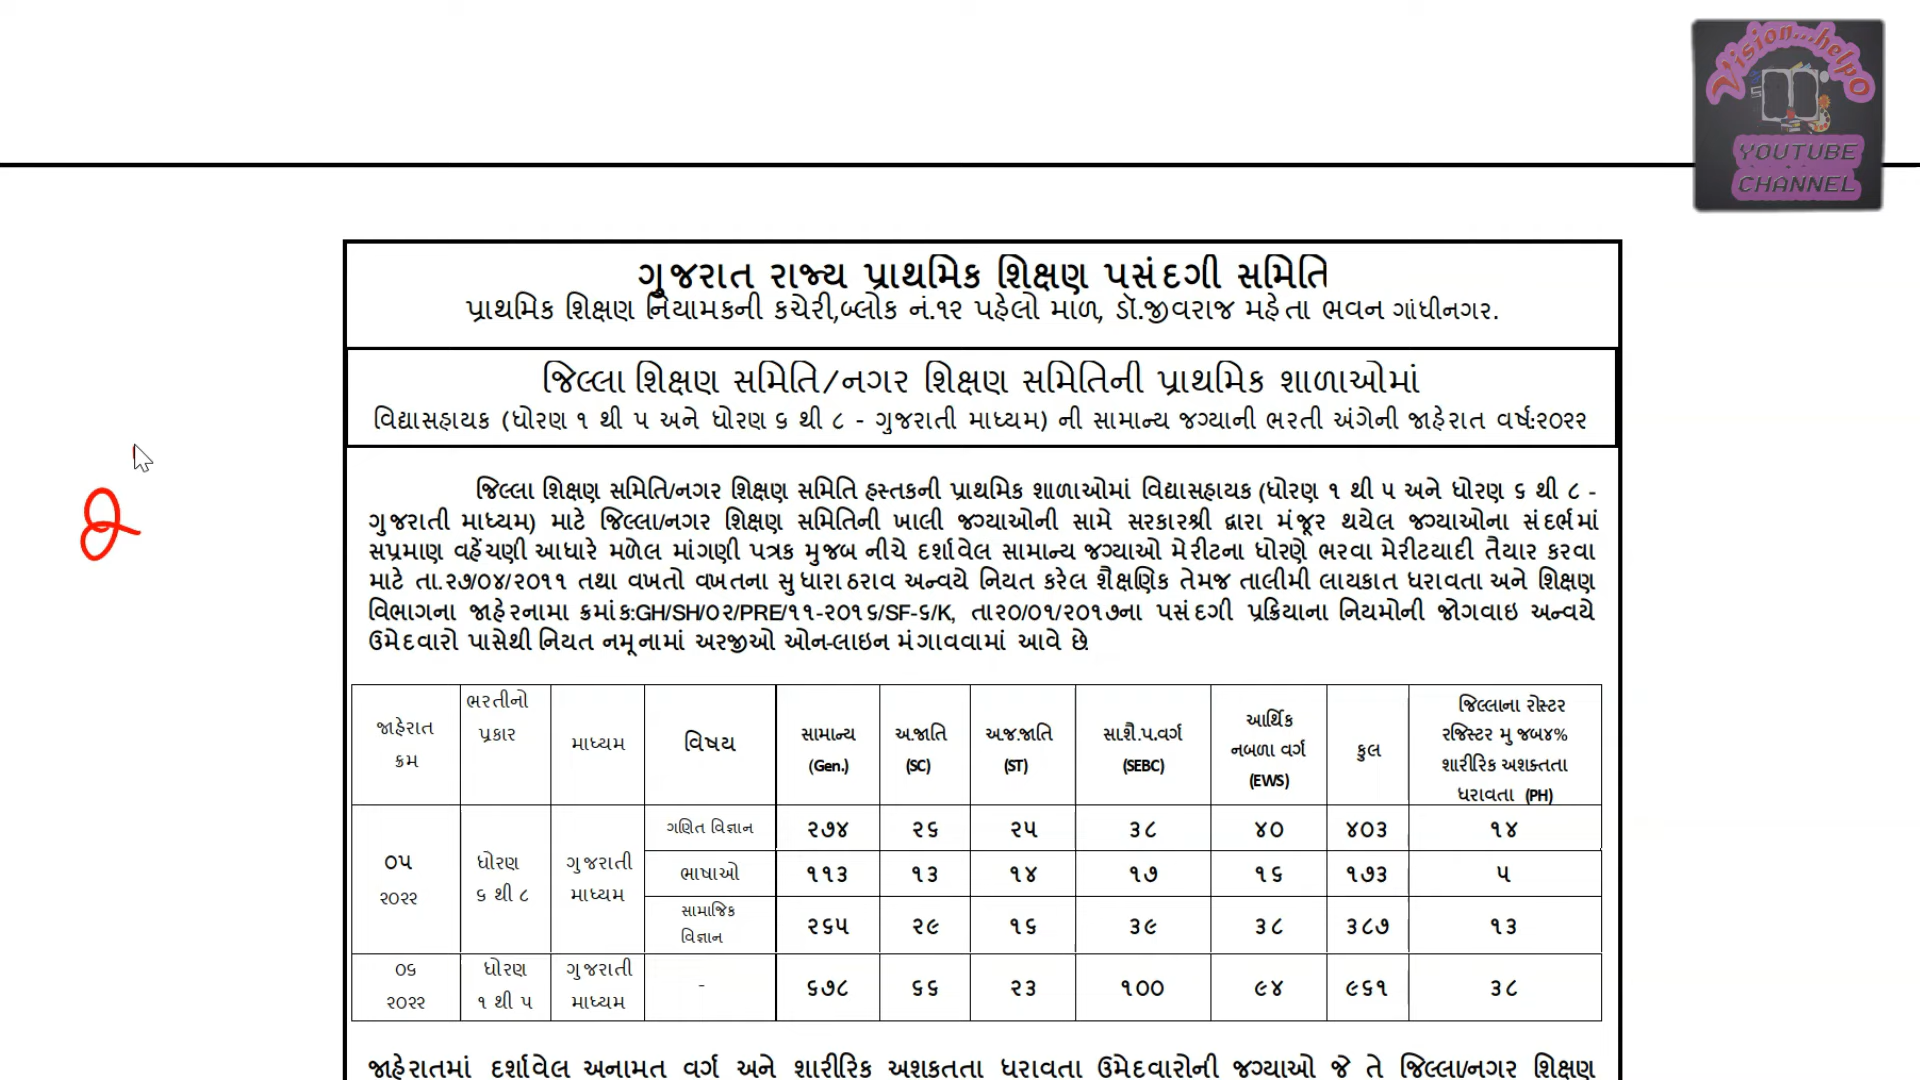 Vision...helpO
YOUTUBE
CHANNEL
ગુજરાત રાજ્ય પ્રાથમિક શિક્ષણ પસંદગી સમિતિ
પ્રાથમિક શિક્ષણ નિયામકની કચેરી,બ્લોક નં.૧૨ પહેલો માળ, ડૉ.જીવરાજ મહેતા ભવન ગાંધીનગર.
જિલ્લા શિક્ષણ સમિતિ/નગર શિક્ષણ સમિતિની પ્રાથમિક શાળાઓમાં
વિદ્યાસહાયક (ધોરણ ૧ થી ૫ અને ધોરણ ૬ થી ૮ - ગુજરાતી માધ્યમ) ની સામાન્ય જગ્યાની ભરતી અંગેની જાહેરાત વર્ષ:૨૦૨૨
જિલ્લા શિક્ષણ સમિતિ/નગર શિક્ષણ સમિતિ હસ્તકની પ્રાથમિક શાળાઓમાં વિદ્યાસહાયક (ધોરણ ૧ થી ૫ અને ધોરણ ૬ થી ૮ -
ગુજરાતી માધ્યમ) માટે જિલ્લા/નગર શિક્ષણ સમિતિની ખાલી જગ્યાઓની સામે સરકારશ્રી દ્વારા મંજૂર થયેલ જગ્યાઓના સંદર્ભમાં
સપ્રમાણ વહેંચણી આધારે મળેલ માંગણી પત્રક મુજબ નીચે દર્શાવેલ સામાન્ય જગ્યાઓ મેરીટના ધોરણે ભરવા મેરીટયાદી તૈયાર કરવા
માટે તા.૨૭/૦૪/૨૦૧૧ તથા વખતો વખતના સુધારા ઠરાવ અન્વયે નિયત કરેલ શૈક્ષણિક તેમજ તાલીમી લાયકાત ધરાવતા અને શિક્ષણ
વિભાગના જાહેરનામા ક્રમાંક:GH/SH/૦૨/PRE/૧૧-૨૦૧૬/SF-૬/K, તા૨૦/૦૧/૨૦૧૭ના પસંદગી પ્રક્રિયાના નિયમોની જોગવાઇ અન્વયે
ઉમેદવારો પાસેથી નિયત નમૂનામાં અરજીઓ ઓન-લાઇન મંગાવવામાં આવે છે
જાહેરાત ક્રમ ભરતીનો પ્રકાર માધ્યમ વિષય સામાન્ય (Gen.) અ.જાતિ (SC) અ.જ.જાતિ (ST) સા.શૈ.પ.વર્ગ (SEBC) આર્થિક નબળા વર્ગ (EWS) કુલ જિલ્લાના રોસ્ટર રજિસ્ટર મુજબ૪% શારીરિક અશક્તતા ધરાવતા (PH)
૦૫ ૨૦૨૨ ધોરણ ૬ થી ૮ ગુજરાતી માધ્યમ ગણિત વિજ્ઞાન ૨૭૪ ૨૬ ૨૫ ૩૮ ૪૦ ૪૦૩ ૧૪
ભાષાઓ ૧૧૩ ૧૩ ૧૪ ૧૭ ૧૬ ૧૭૩ ૫
સામાજિક વિજ્ઞાન ૨૬૫ ૨૯ ૧૬ ૩૯ ૩૮ ૩૮૭ ૧૩
૦૬ ૨૦૨૨ ધોરણ ૧ થી ૫ ગુજરાતી માધ્યમ - ૬૭૮ ૬૬ ૨૩ ૧૦૦ ૯૪ ૯૬૧ ૩૮
જાહેરાતમાં દર્શાવેલ અનામત વર્ગ અને શારીરિક અશકતતા ધરાવતા ઉમેદવારોની જગ્યાઓ જે તે જિલ્લા/નગર શિક્ષણ